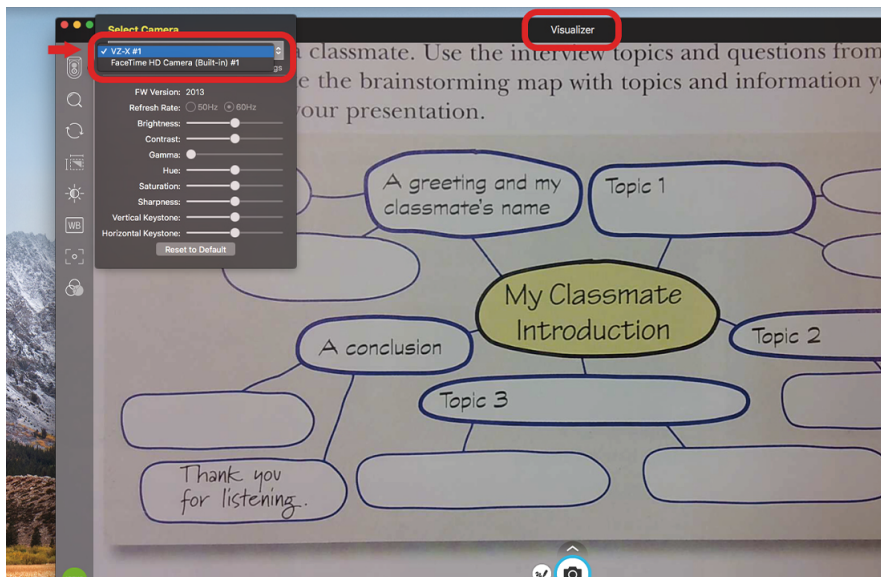 Select Camera
Visualizer
VZ-X #1
FaceTime HD Camera (Built-in) #1
gs
FW Version: 2013
Refresh Rate: 50Hz 60Hz
Brightness:
Contrast:
Gamma:
Hue:
Saturation:
Sharpness:
Vertical Keystone:
Horizontal Keystone:
Reset to Default
WB
a classmate. Use the interview topics and questions from
the brainstorming map with topics and information
your presentation.
A greeting and my
classmate's name
Topic 1
My Classmate
Introduction
Topic 2
A conclusion
Topic 3
Thank you
for listening.